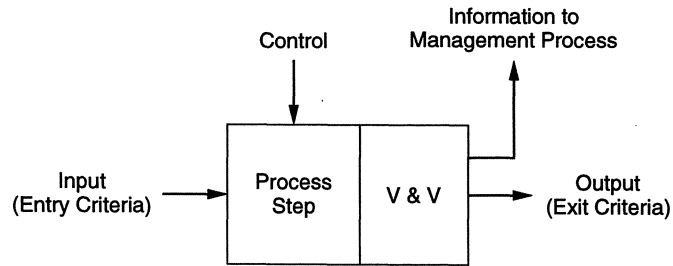 Information to
Management Process
Control
Input
(Entry Criteria)
Process
Step
V & V
Output
(Exit Criteria)